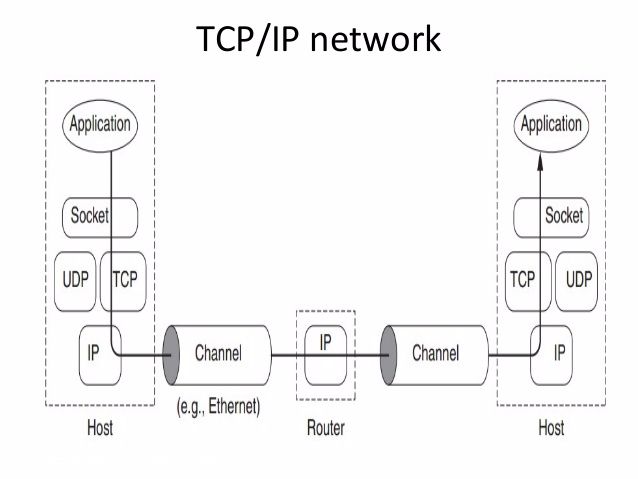 TCP/IP network
Application
Socket
UDP
TCP
IP
Host
Channel
(e.g., Ethernet)
IP
Router
Channel
Application
Socket
TCP
UDP
IP
Host